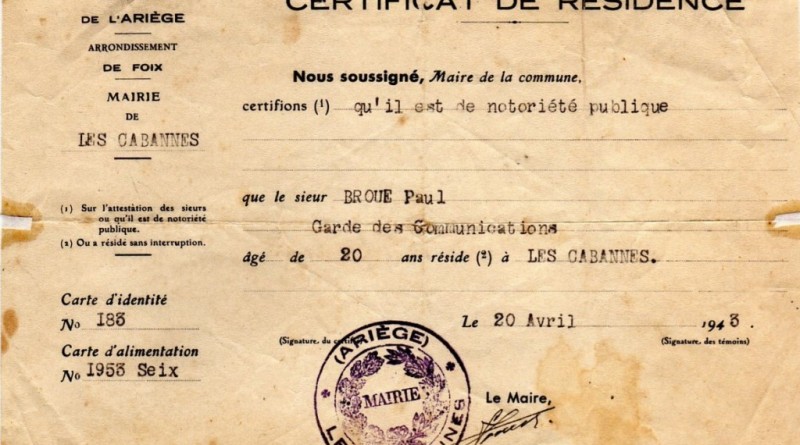 CERTIFICAT DE RÉSIDENCE
DE L'ARIÈGE
ARRONDISSEMENT
DE FOIX
MAIRIE
DE
LES CABANNES
(1) Sur l'attestation des sieurs
ou qu'il est de notoriété
publique.
(2) Ou a résidé sans interruption.
Carte d'identité
No 183
Carte d'alimentation
No 1953 Seix
Nous soussigné, Maire de la commune,
certifions (1) qu'il est de notoriété publique
que le sieur BROUE Paul
Garde des Communications
âgé de 20 ans réside (2) à LES CABANNES.
Le 20 Avril 1943.
(Signature du
(Signature des témoins)
(ARIÈGE)
MAIRIE
Le Maire,